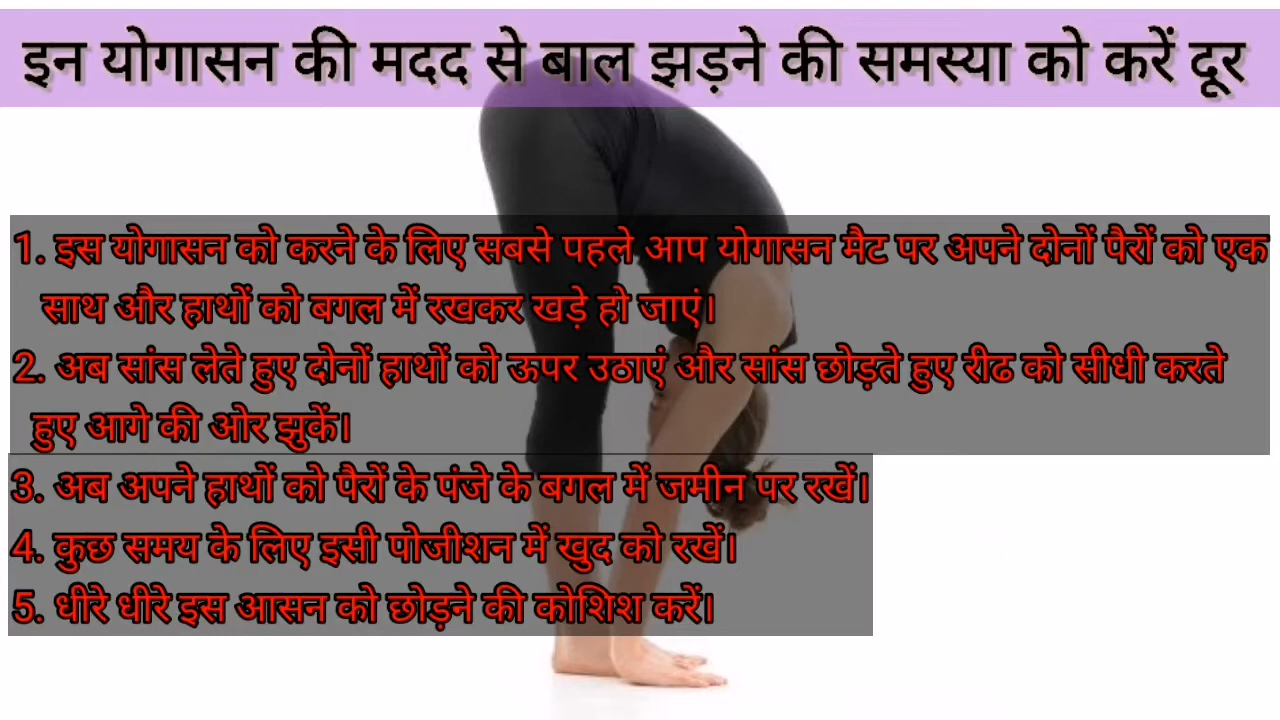 इन योगासन की मदद से बाल झड़ने की समस्या को करें दूर
1. इस योगासन को करने के लिए सबसे पहले आप योगासन मैट पर अपने दोनों पैरों को एक
साथ और हाथों को बगल में रखकर खड़े हो जाएं।
2. अब सांस लेते हुए दोनों हाथों को ऊपर उठाएं और सांस छोड़ते हुए रीढ को सीधी करते
हुए आगे की ओर झुकें।
3. अब अपने हाथों को पैरों के पंजे के बगल में जमीन पर रखें।
4. कुछ समय के लिए इसी पोजीशन में खुद को रखें।
5. धीरे धीरे इस आसन को छोड़ने की कोशिश करें।